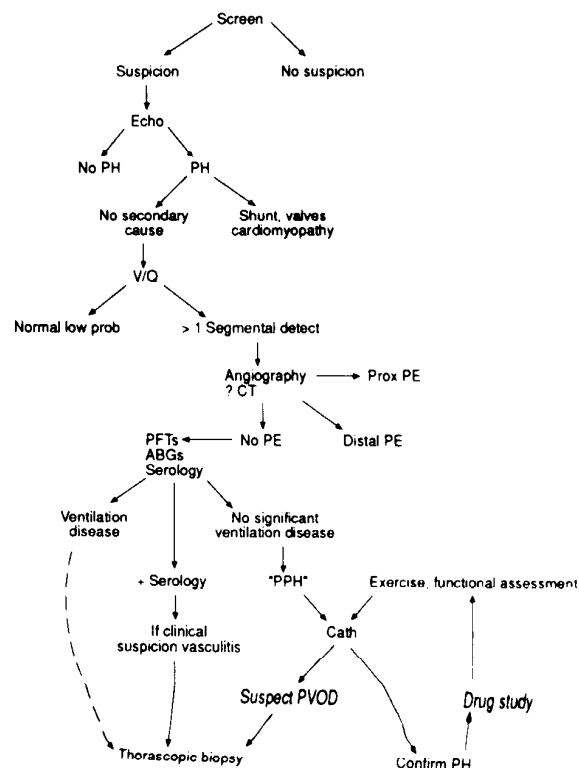 Screen
Suspicion
No suspicion
Echo
No PH
PH
No secondary
cause
Shunt, valves
cardiomyopathy
V/Q
Normal low prob
> 1 Segmental detect
Angiography
? CT
Prox PE
PFTs
ABGs
Serology
No PE
Distal PE
Ventilation
disease
No significant
ventilation disease
+ Serology
"PPH"
Exercise, functional assessment
If clinical
suspicion vasculitis
Cath
Suspect PVOD
Drug study
Thorascopic biopsy
Confirm PH